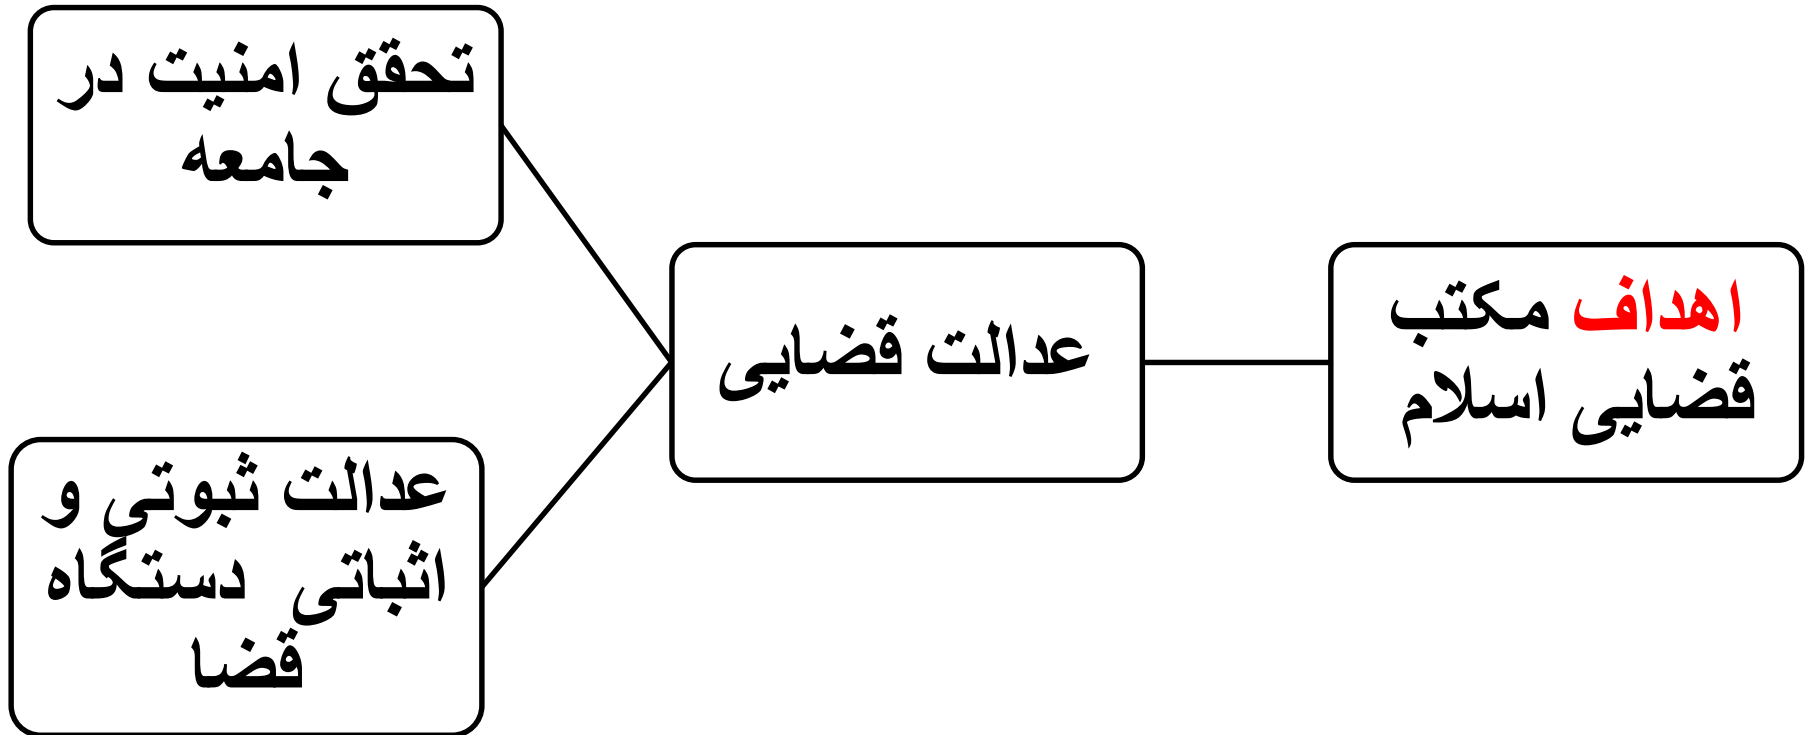 اهداف مکتب
قضایی اسلام
عدالت قضایی
تحقق امنیت در
جامعه
عدالت ثبوتی و
اثباتی دستگاه
قضا